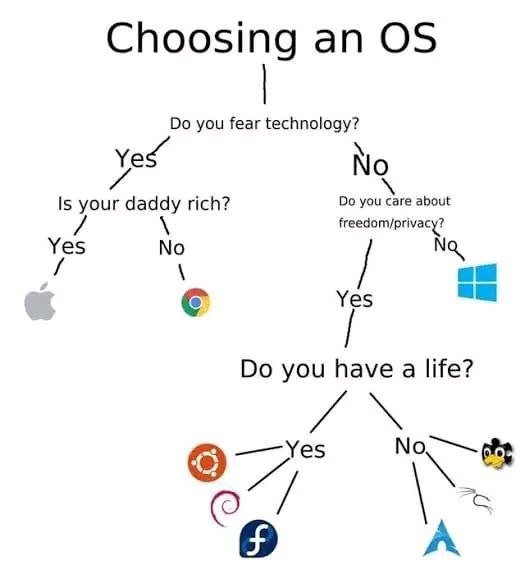 Choosing an OS
Do you fear technology?
Yes
No
Is your daddy rich?
Do you care about
freedom/privacy?
Yes
No
No
Yes
Do you have a life?
Yes
No